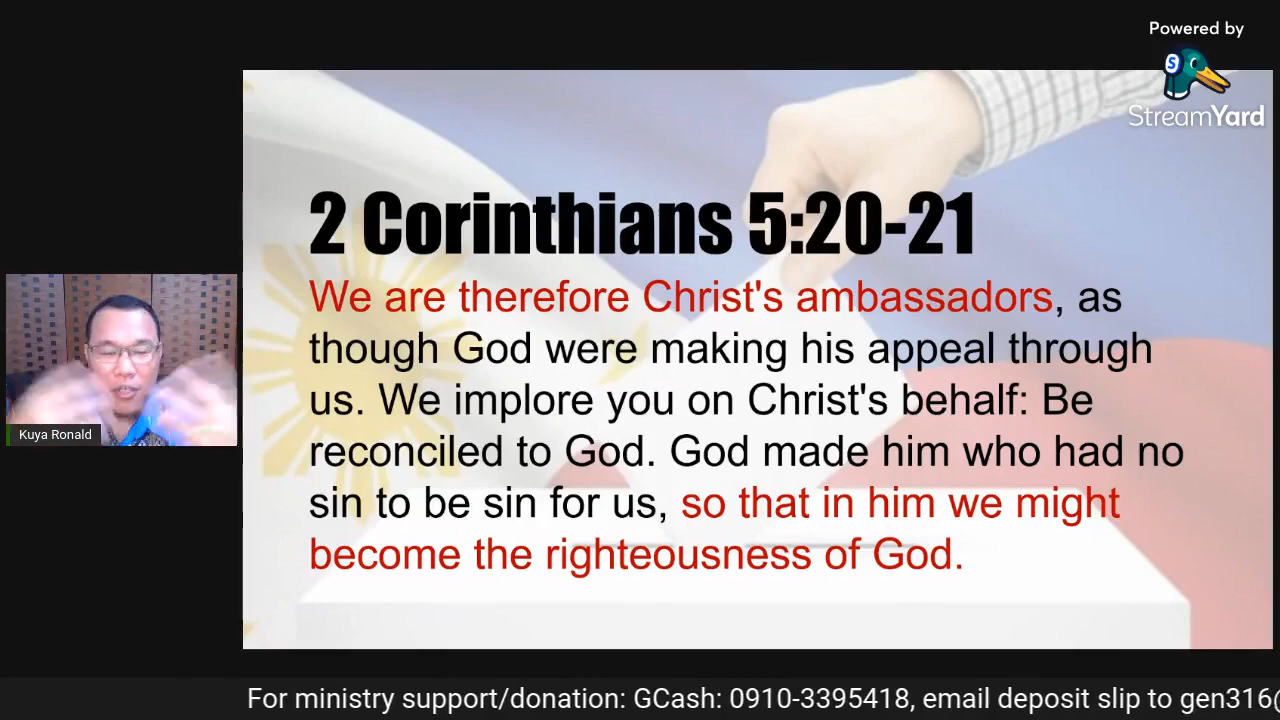 Powered by
StreamYard
2 Corinthians 5:20-21
We are therefore Christ's ambassadors, as
though God were making his appeal through
us. We implore you on Christ's behalf: Be
reconciled to God. God made him who had no
sin to be sin for us, so that in him we might
become the righteousness of God.
Kuya Ronald
For ministry support/donation: GCash: 0910-3395418, email deposit slip to gen316@